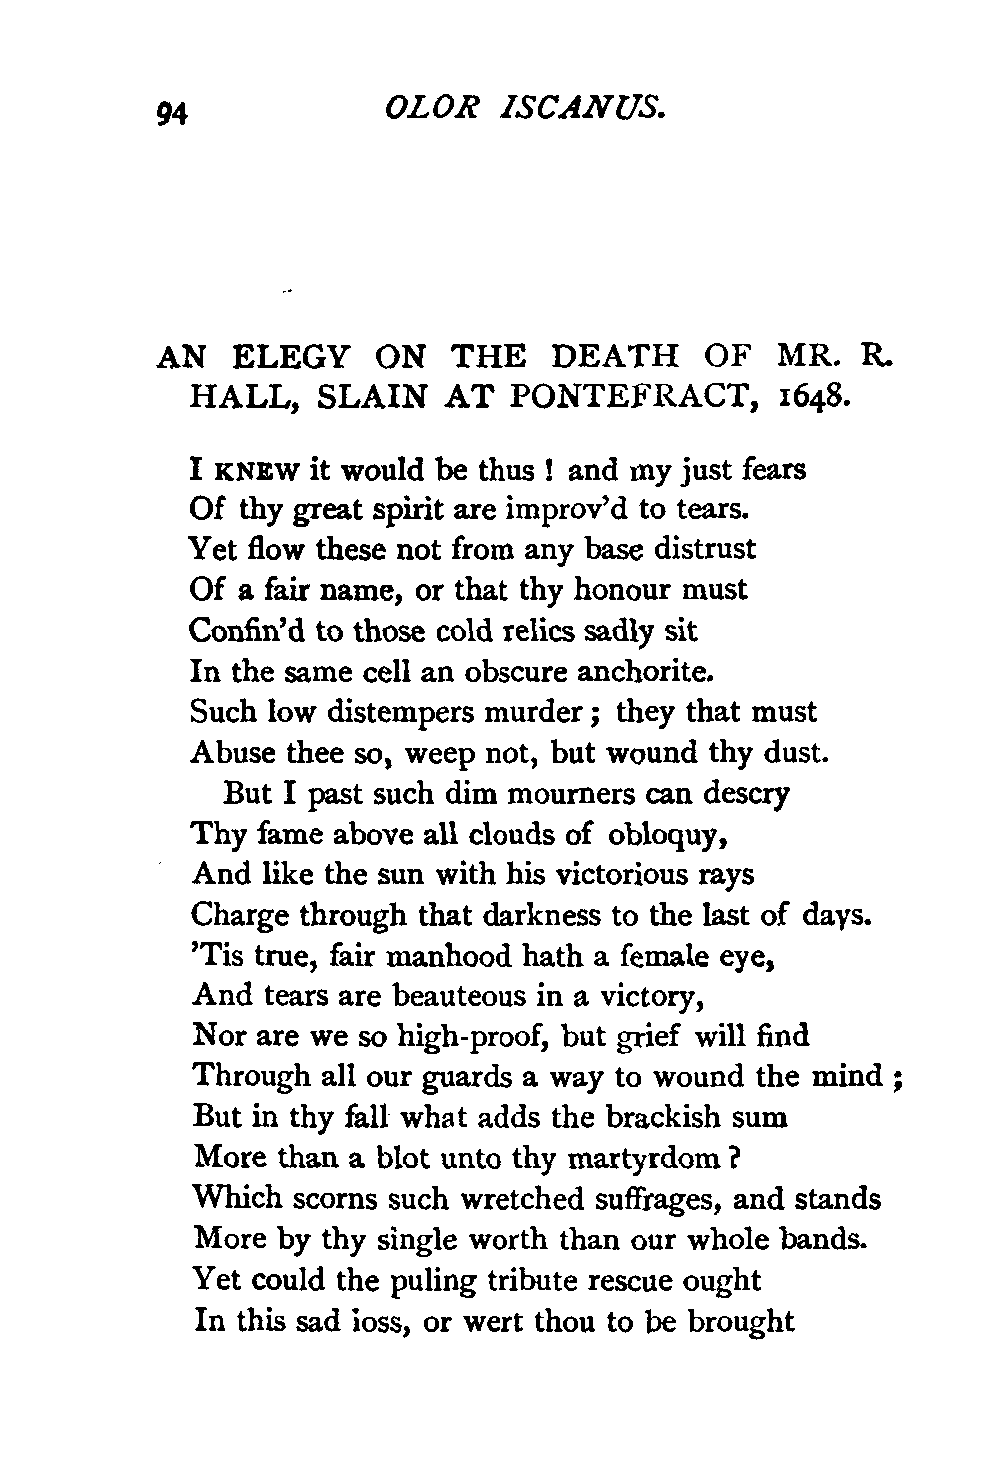 94 OLOR ISCANUS.
AN ELEGY ON THE DEATH OF MR. R.
HALL, SLAIN AT PONTEFRACT, 1648.
I KNEW it would be thus ! and my just fears
Of thy great spirit are improv'd to tears.
Yet flow these not from any base distrust
Of a fair name, or that thy honour must
Confin'd to those cold relics sadly sit
In the same cell an obscure anchorite.
Such low distempers murder ; they that must
Abuse thee so, weep not, but wound thy dust.
But I past such dim mourners can descry
Thy fame above all clouds of obloquy,
And like the sun with his victorious rays
Charge through that darkness to the last of days.
'Tis true, fair manhood hath a female eye,
And tears are beauteous in a victory,
Nor are we so high-proof, but grief will find
Through all our guards a way to wound the mind ;
But in thy fall what adds the brackish sum
More than a blot unto thy martyrdom ?
Which scorns such wretched suffrages, and stands
More by thy single worth than our whole bands.
Yet could the puling tribute rescue ought
In this sad loss, or wert thou to be brought